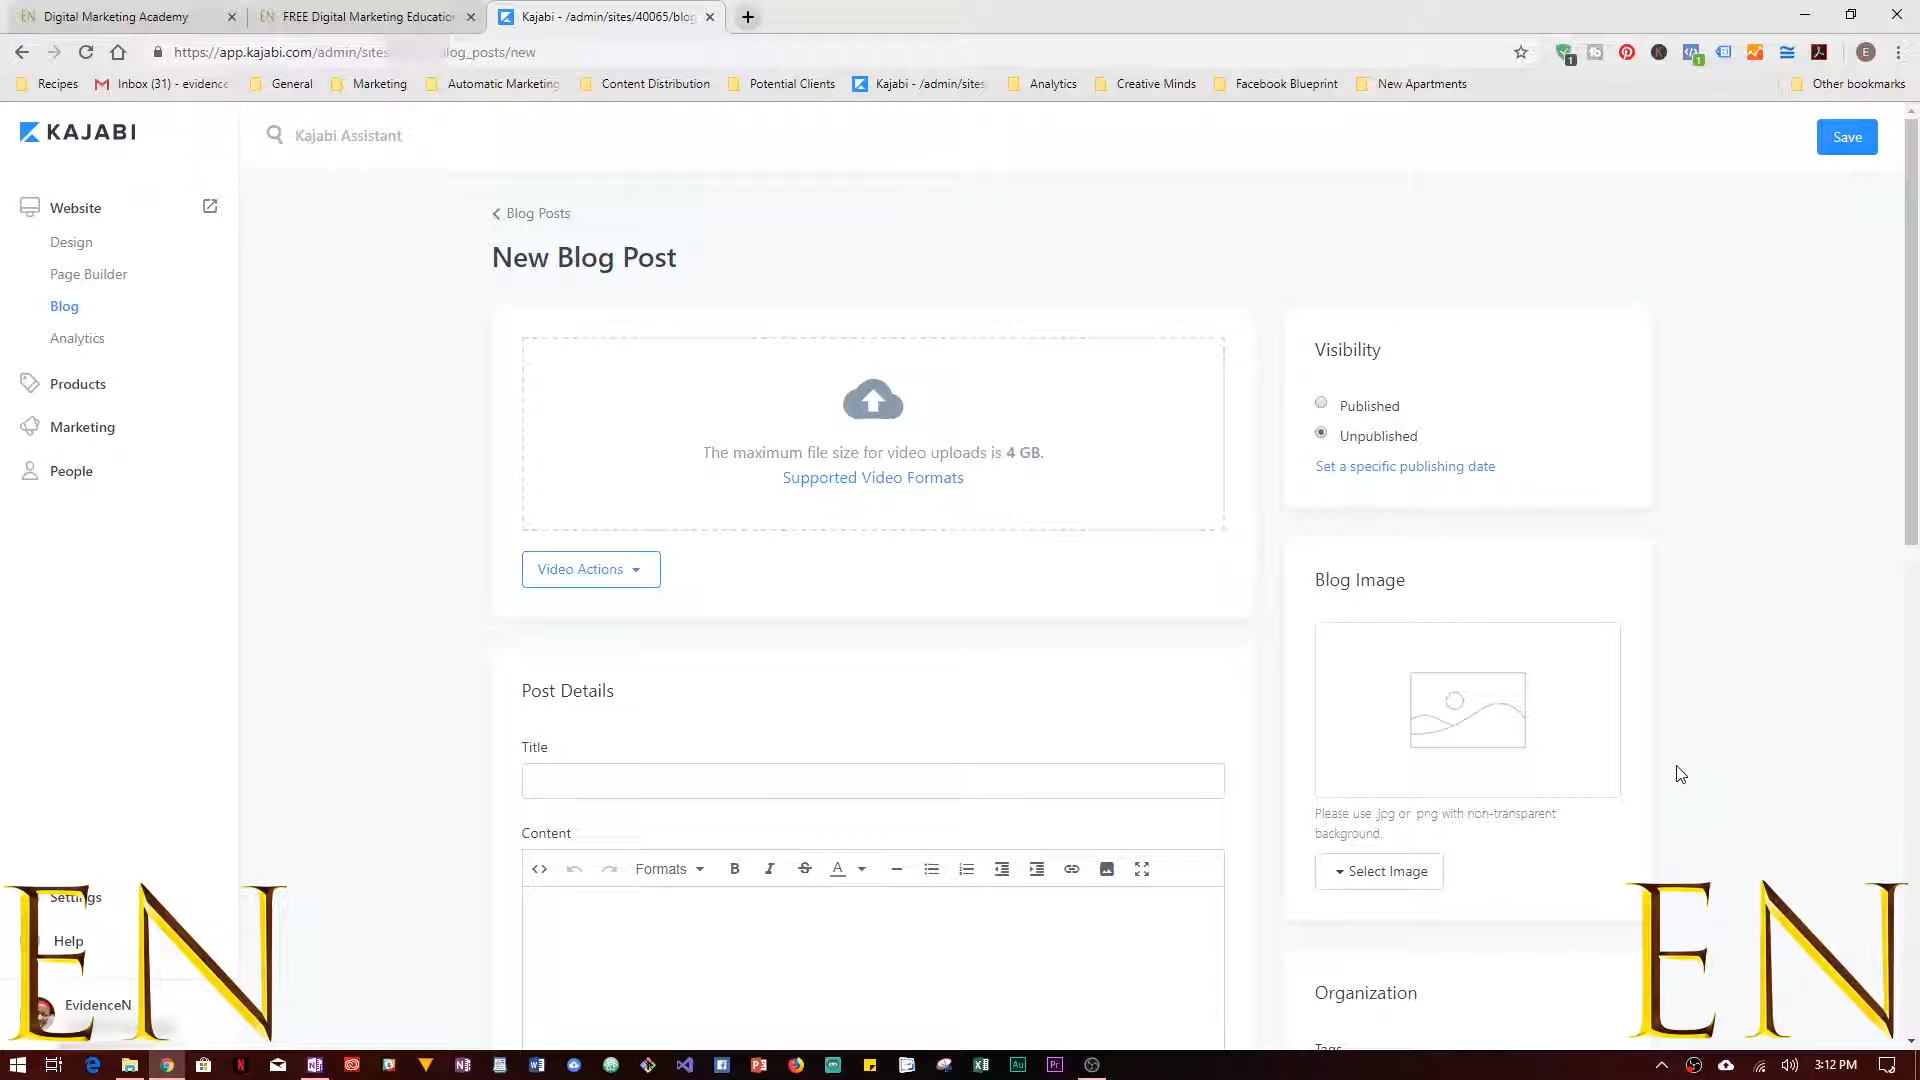 Digital Marketing Academy
FREE Digital Marketing Education
Kajabi - /admin/sites/40065/blog
https://app.kajabi.com/admin/sites
log_posts/new
Recipes
Inbox (31) - evidence
General
Marketing
Automatic Marketing
Content Distribution
Potential Clients
Kajabi - /admin/sites
Analytics
Creative Minds
Facebook Blueprint
New Apartments
Other bookmarks
KAJABI
Kajabi Assistant
Save
Website
Design
Page Builder
Blog
Analytics
Products
Marketing
People
Settings
Help
EvidenceN
Blog Posts
New Blog Post
The maximum file size for video uploads is 4 GB.
Supported Video Formats
Video Actions
Post Details
Title
Content
Formats
B I S A
Visibility
Published
Unpublished
Set a specific publishing date
Blog Image
Please use .jpg or .png with non-transparent
background.
Select Image
Organization
Tags
EN
EN
3:12 PM